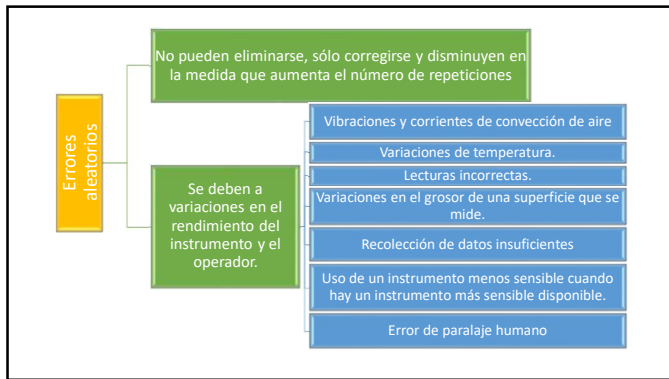 Errores
aleatorios
No pueden eliminarse, sólo corregirse y disminuyen en
la medida que aumenta el número de repeticiones
Se deben a
variaciones en el
rendimiento del
instrumento y el
operador.
Vibraciones y corrientes de convección de aire
Variaciones de temperatura.
Lecturas incorrectas.
Variaciones en el grosor de una superficie que se
mide.
Recolección de datos insuficientes
Uso de un instrumento menos sensible cuando
hay un instrumento más sensible disponible.
Error de paralaje humano